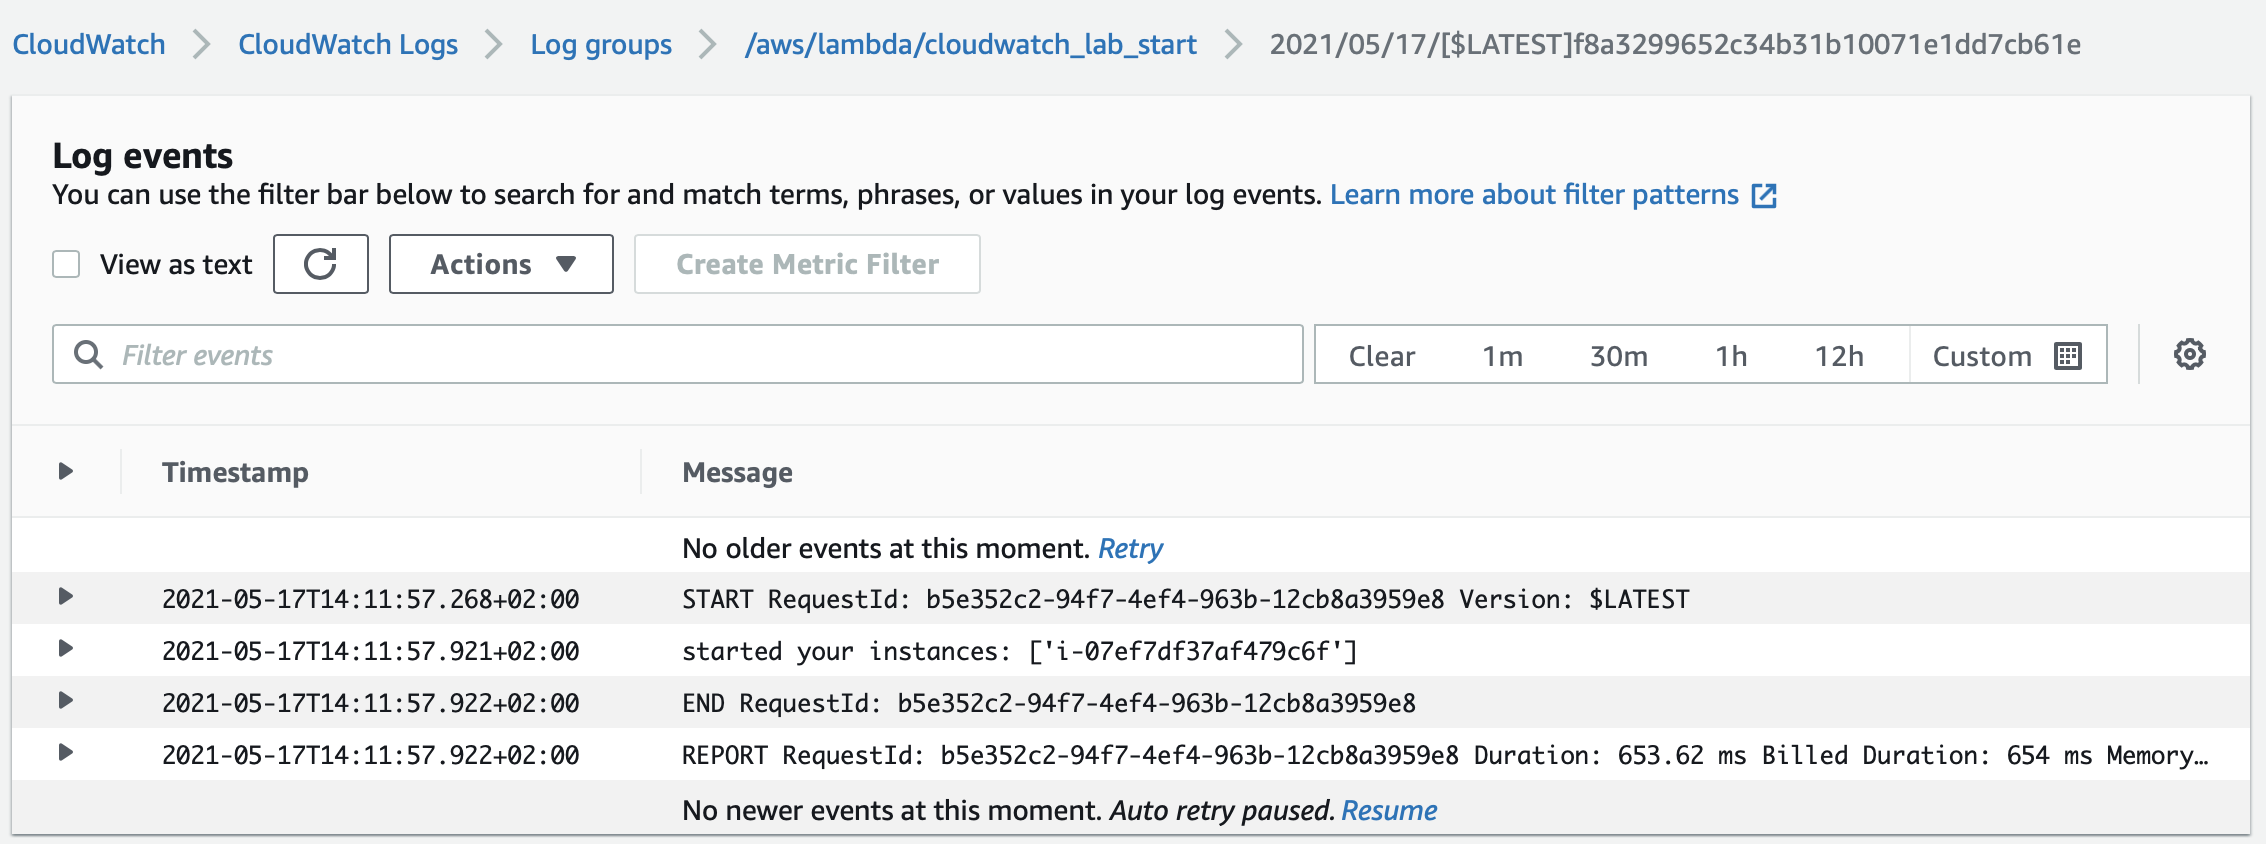 CloudWatch CloudWatch Logs Log groups /aws/lambda/cloudwatch_lab_start 2021/05/17/[$LATEST]f8a3299652c34b31b10071e1dd7cb61e
Log events
You can use the filter bar below to search for and match terms, phrases, or values in your log events. Learn more about filter patterns
View as text Actions Create Metric Filter
Filter events Clear 1m 30m 1h 12h Custom
Timestamp Message
No older events at this moment. Retry
2021-05-17T14:11:57.268+02:00 START RequestId: b5e352c2-94f7-4ef4-963b-12cb8a3959e8 Version: $LATEST
2021-05-17T14:11:57.921+02:00 started your instances: ['i-07ef7df37af479c6f']
2021-05-17T14:11:57.922+02:00 END RequestId: b5e352c2-94f7-4ef4-963b-12cb8a3959e8
2021-05-17T14:11:57.922+02:00 REPORT RequestId: b5e352c2-94f7-4ef4-963b-12cb8a3959e8 Duration: 653.62 ms Billed Duration: 654 ms Memory…
No newer events at this moment. Auto retry paused. Resume